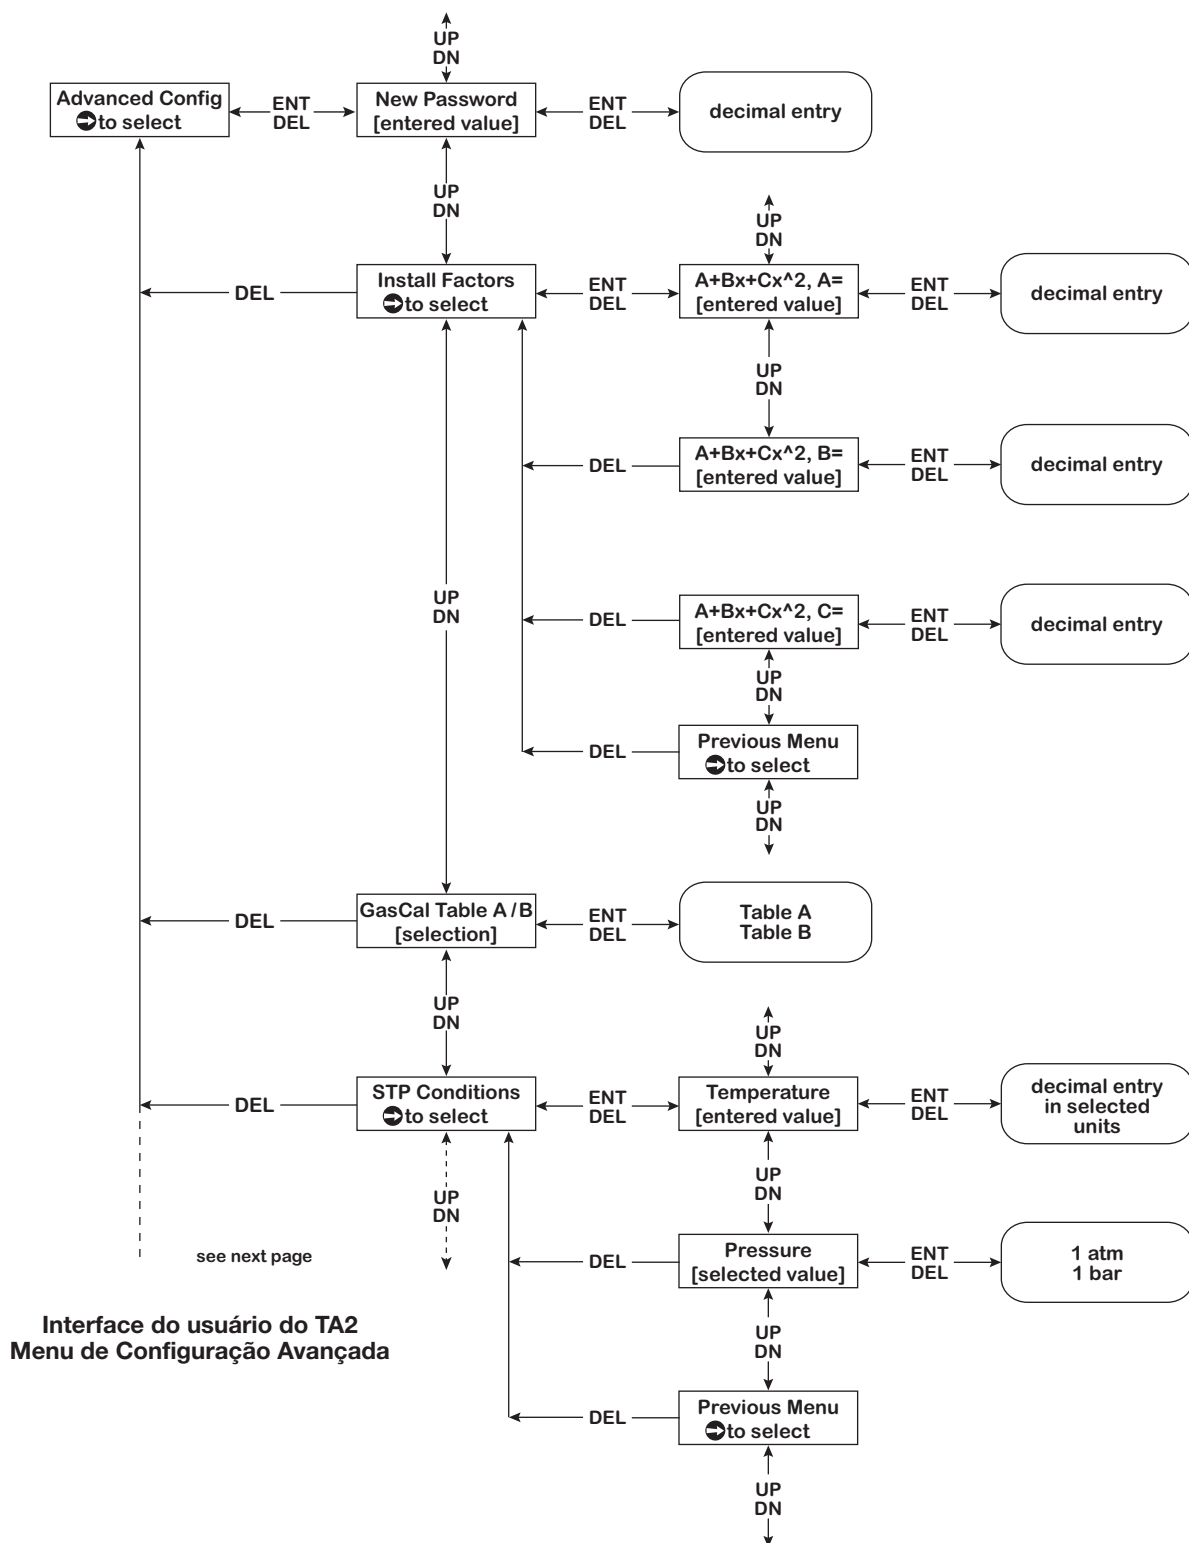 UP
DN
Advanced Config
to select
ENT
DEL
New Password
[entered value]
ENT
DEL
decimal entry
UP
DN
UP
DN
DEL
Install Factors
to select
ENT
DEL
A+Bx+Cx^2, A=
[entered value]
ENT
DEL
decimal entry
UP
DN
DEL
A+Bx+Cx^2, B=
[entered value]
ENT
DEL
decimal entry
UP
DN
DEL
A+Bx+Cx^2, C=
[entered value]
ENT
DEL
decimal entry
UP
DN
DEL
Previous Menu
to select
UP
DN
DEL
GasCal Table A / B
[selection]
ENT
DEL
Table A
Table B
UP
DN
UP
DN
DEL
STP Conditions
to select
ENT
DEL
Temperature
[entered value]
ENT
DEL
decimal entry
in selected
units
UP
DN
UP
DN
see next page
DEL
Pressure
[selected value]
ENT
DEL
1 atm
1 bar
Interface do usuário do TA2
Menu de Configuração Avançada
UP
DN
DEL
Previous Menu
to select
UP
DN